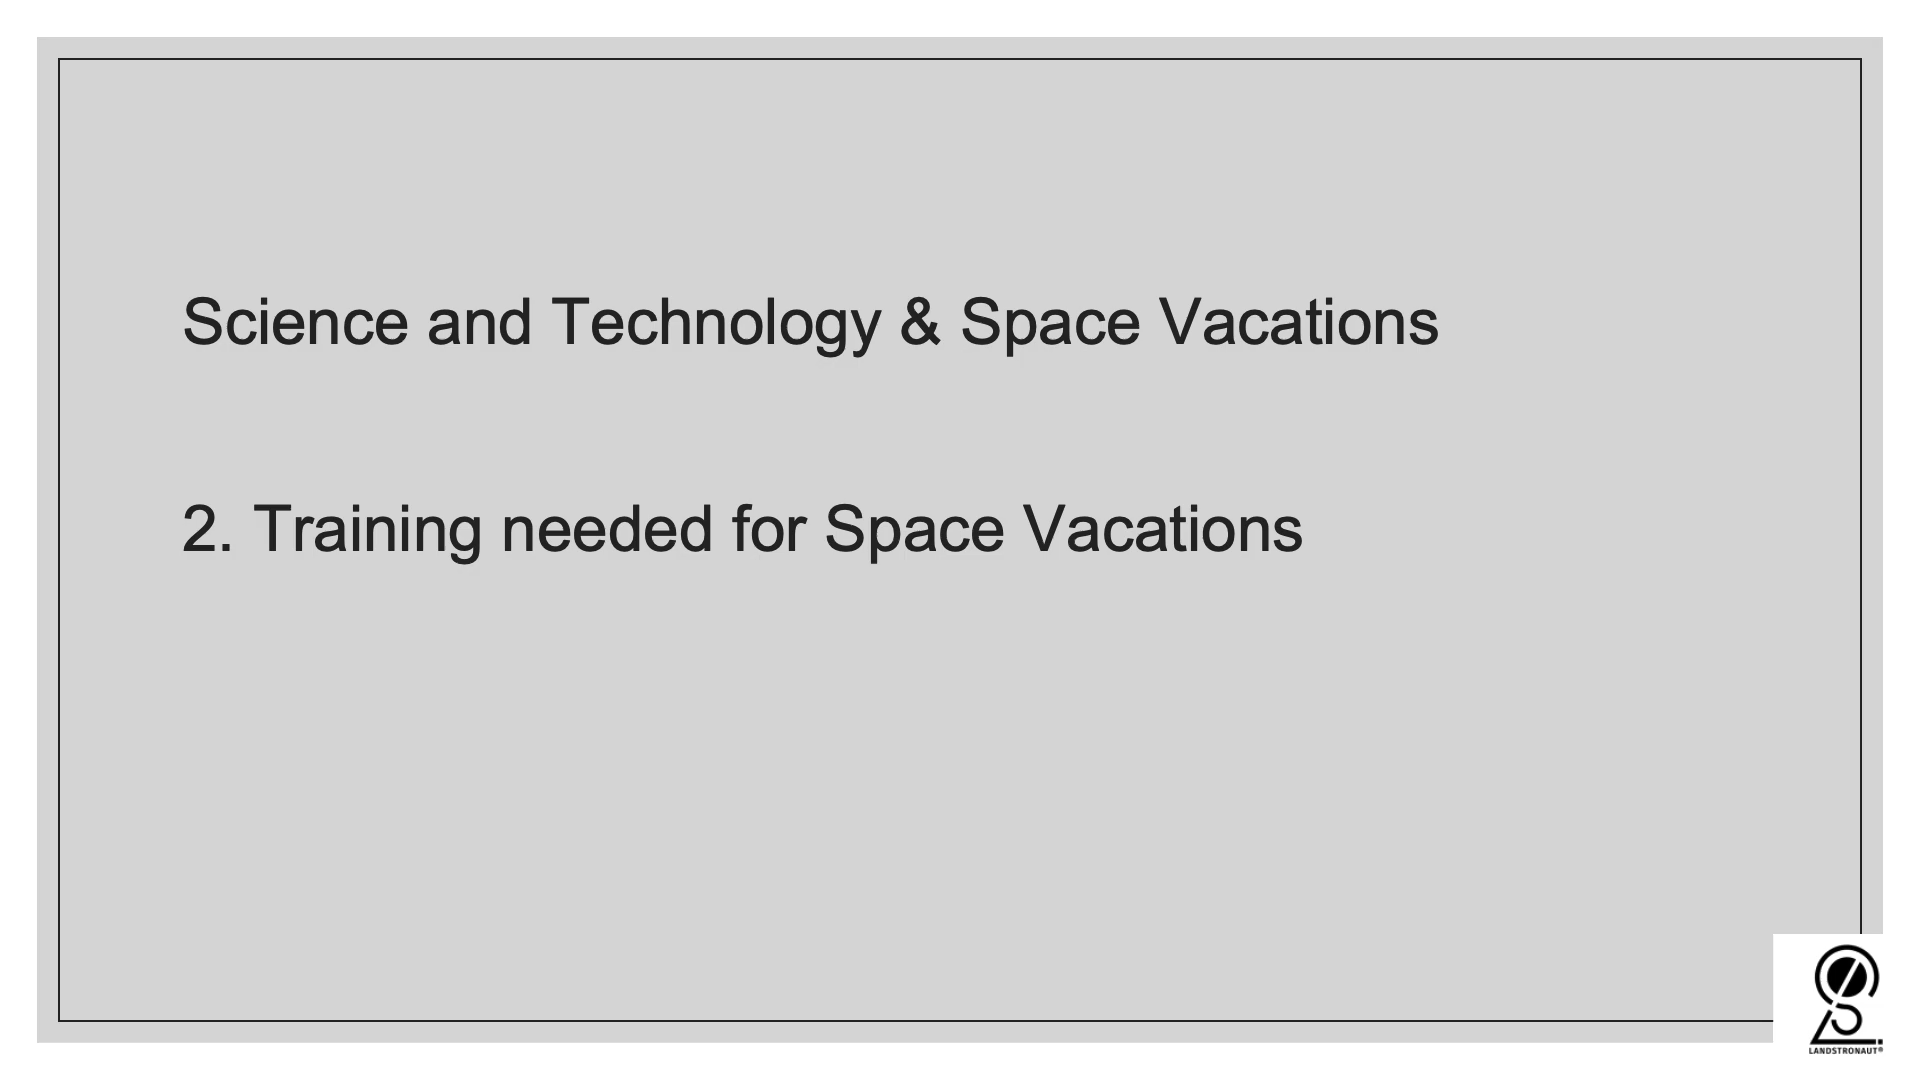 Science and Technology & Space Vacations
2. Training needed for Space Vacations
LANDSTRONAUT®